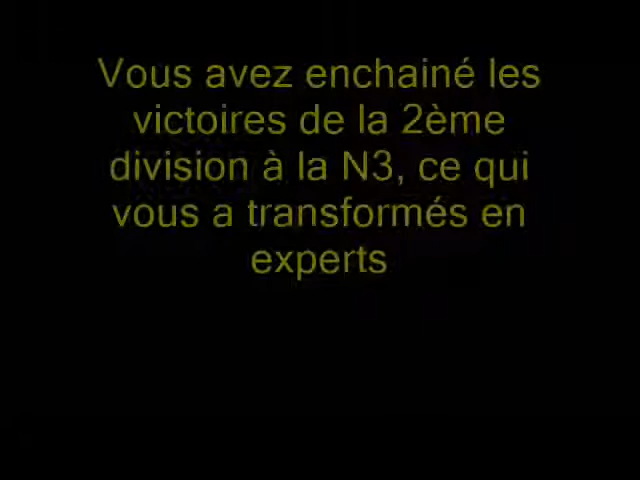 Vous avez enchainé les
victoires de la 2ème
division à la N3, ce qui
vous a transformés en
experts